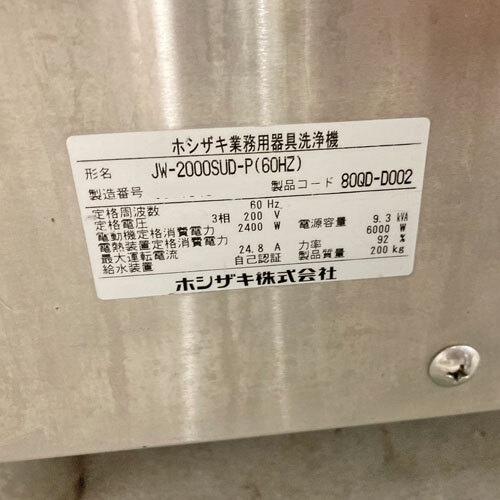 ホシザキ業務用器具洗浄機
形名 JW-2000SUD-P(60HZ)
製造番号 製品コード 80QD-D002
定格周波数 60 Hz
定格電圧 3相 200 V 電源容量 9.3 kVA
電動機定格消費電力 2400 W 6000 W
電熱装置定格消費電力 力率 92 %
最大運転電流 24.8 A 製品質量 200 kg
給水装置 自己認証
ホシザキ株式会社